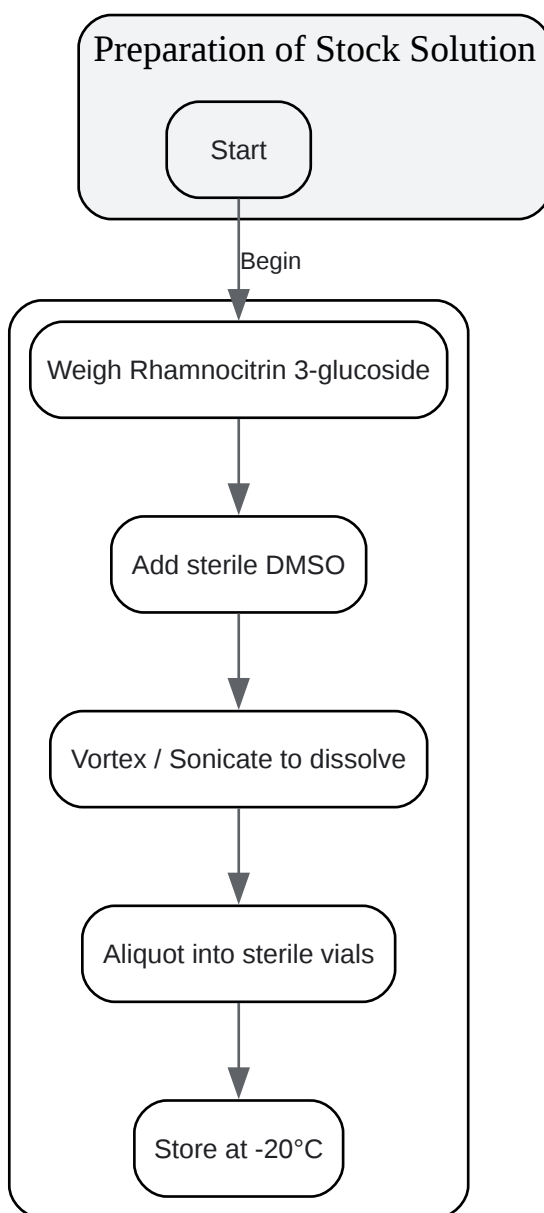 Preparation of Stock Solution
Start
Begin
Weigh Rhamnocitrin 3-glucoside
Add sterile DMSO
Vortex / Sonicate to dissolve
Aliquot into sterile vials
Store at -20°C